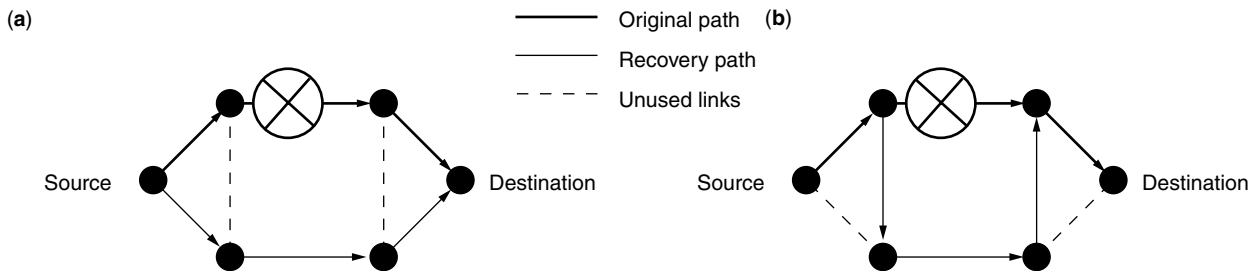 (a)
Original path
Recovery path
Unused links
(b)
Source
Destination
Source
Destination